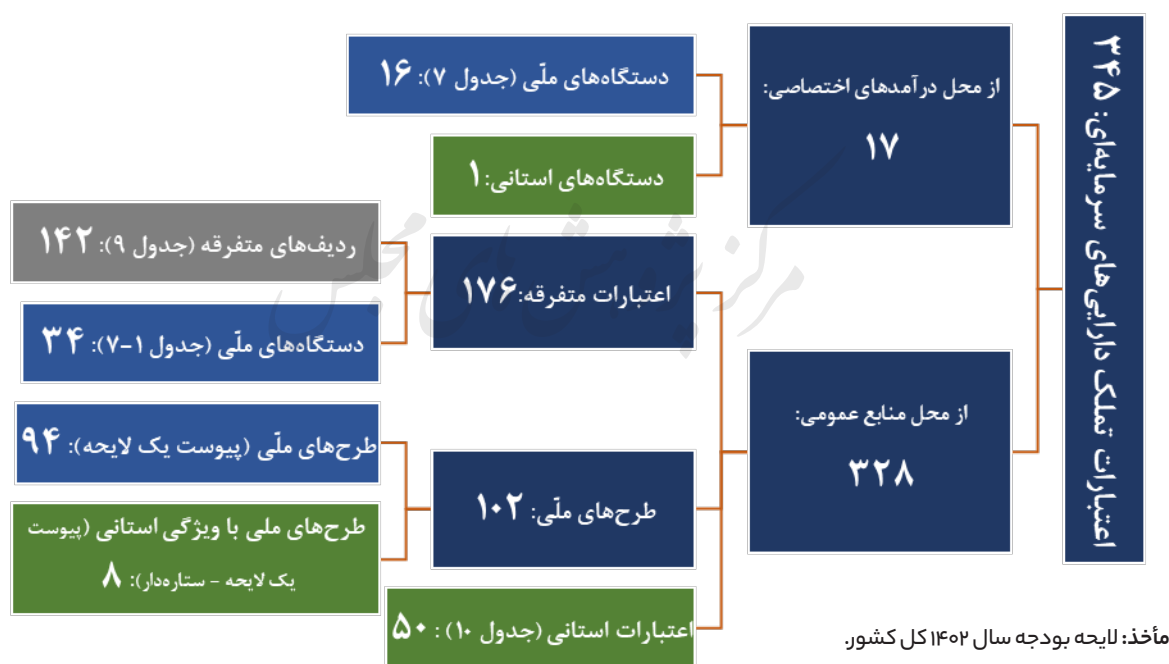 اعتبارات تملک دارایی‌های سرمایه‌ای: ۳۴۵
از محل درآمدهای اختصاصی:
۱۷
دستگاه‌های ملّی (جدول ۷): ۱۶
دستگاه‌های استانی: ۱
از محل منابع عمومی:
۳۲۸
اعتبارات متفرقه: ۱۷۶
ردیف‌های متفرقه (جدول ۹): ۱۴۲
دستگاه‌های ملّی (جدول ۱-۷): ۳۴
طرح‌های ملّی: ۱۰۲
طرح‌های ملّی (پیوست یک لایحه): ۹۴
طرح‌های ملی با ویژگی استانی (پیوست
یک لایحه - ستاره‌دار): ۸
اعتبارات استانی (جدول ۱۰) : ۵۰
مأخذ: لایحه بودجه سال ۱۴۰۲ کل کشور.
مرکز پژوهش های مجلس